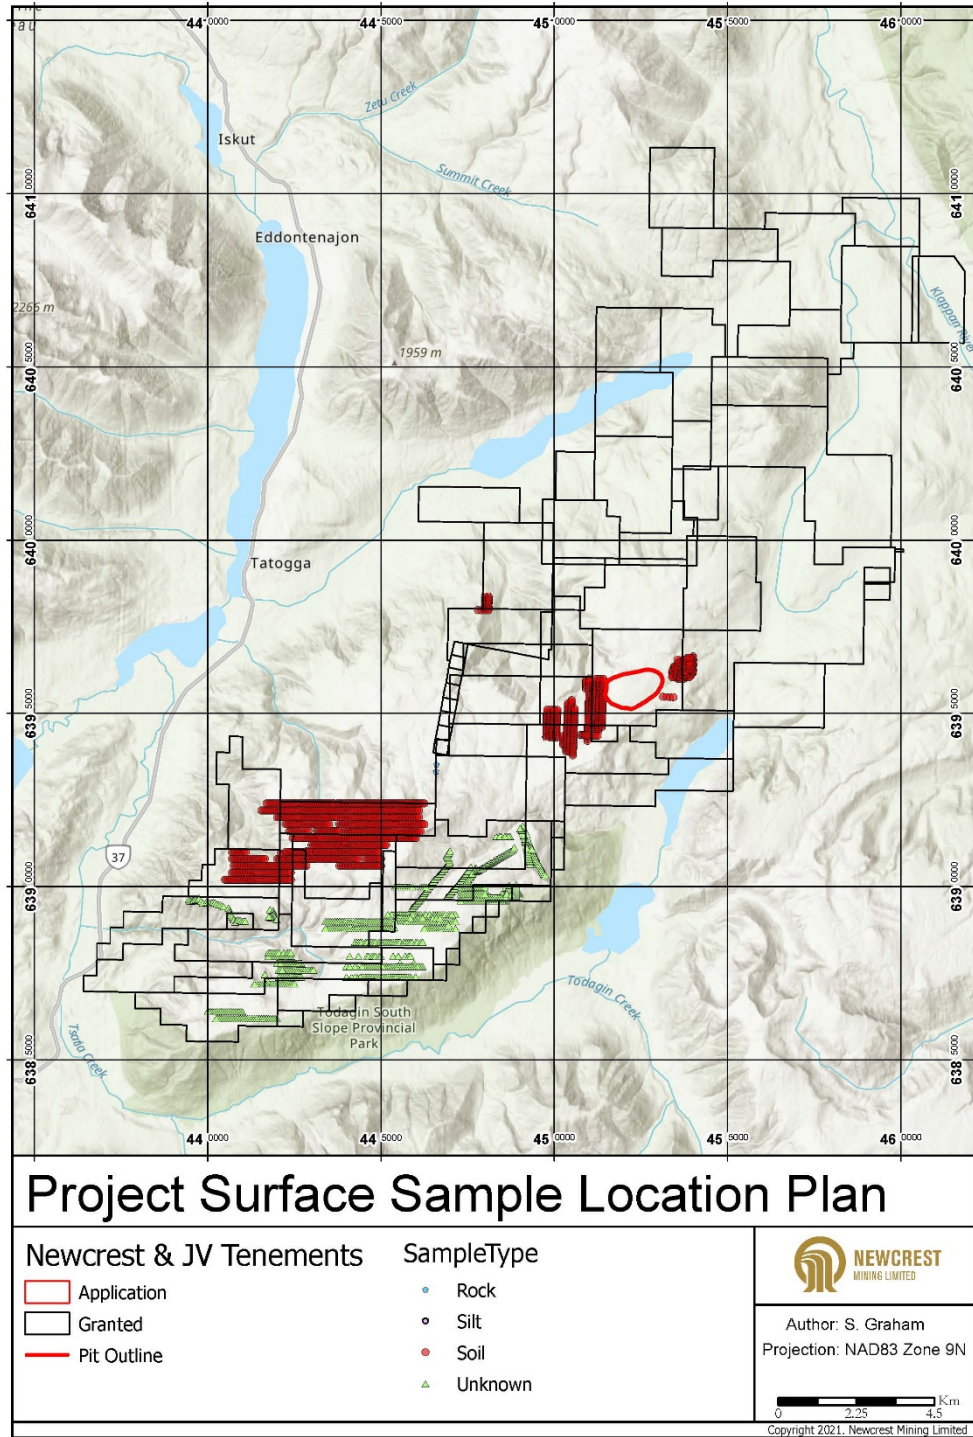 44 0000
44 5000
45 0000
45 5000
46 0000
Zetu Creek
Iskut
Summit Creek
641 0000
641 0000
Eddontenajon
Klappan River
2265 m
1959 m
640 5000
640 5000
640 0000
640 0000
Tatogga
639 5000
639 5000
37
639 0000
639 0000
Todagin Creek
Todagin South
Slope Provincial
Park
Tsatia Creek
638 5000
638 5000
44 0000
44 5000
45 0000
45 5000
46 0000
Project Surface Sample Location Plan
Newcrest & JV Tenements
Application
Granted
Pit Outline
SampleType
Rock
Silt
Soil
Unknown
NEWCREST
MINING LIMITED
Author: S. Graham
Projection: NAD83 Zone 9N
Km
0 2.25 4.5
Copyright 2021. Newcrest Mining Limited